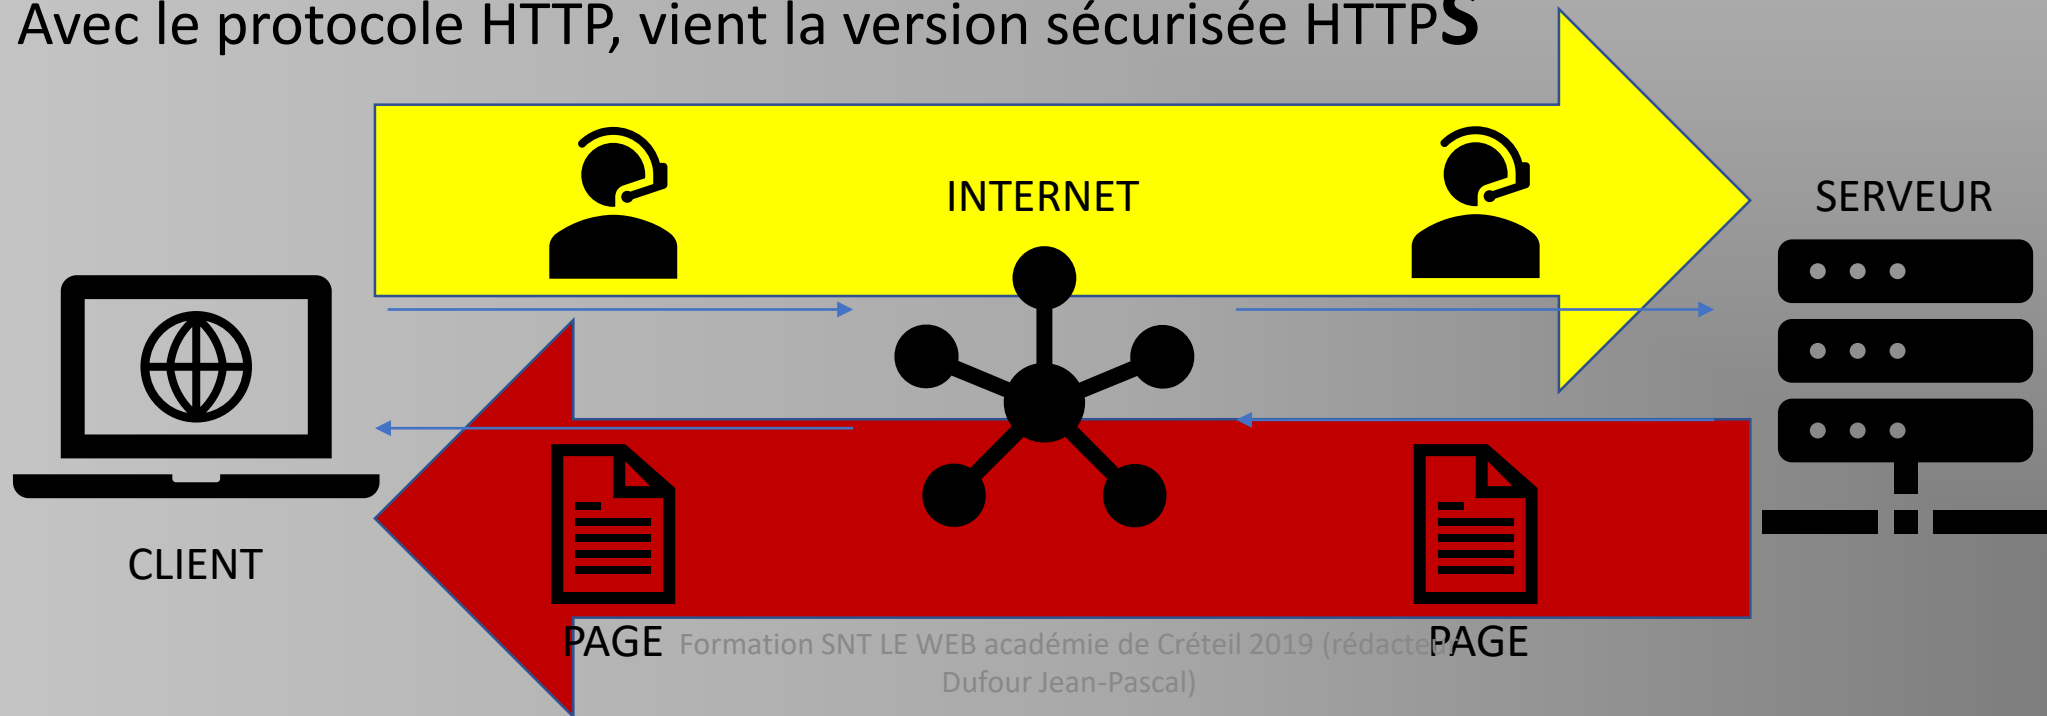 Avec le protocole HTTP, vient la version sécurisée HTTPS
INTERNET
SERVEUR
CLIENT
PAGE
PAGE
Formation SNT LE WEB académie de Créteil 2019 (rédacteur
Dufour Jean-Pascal)